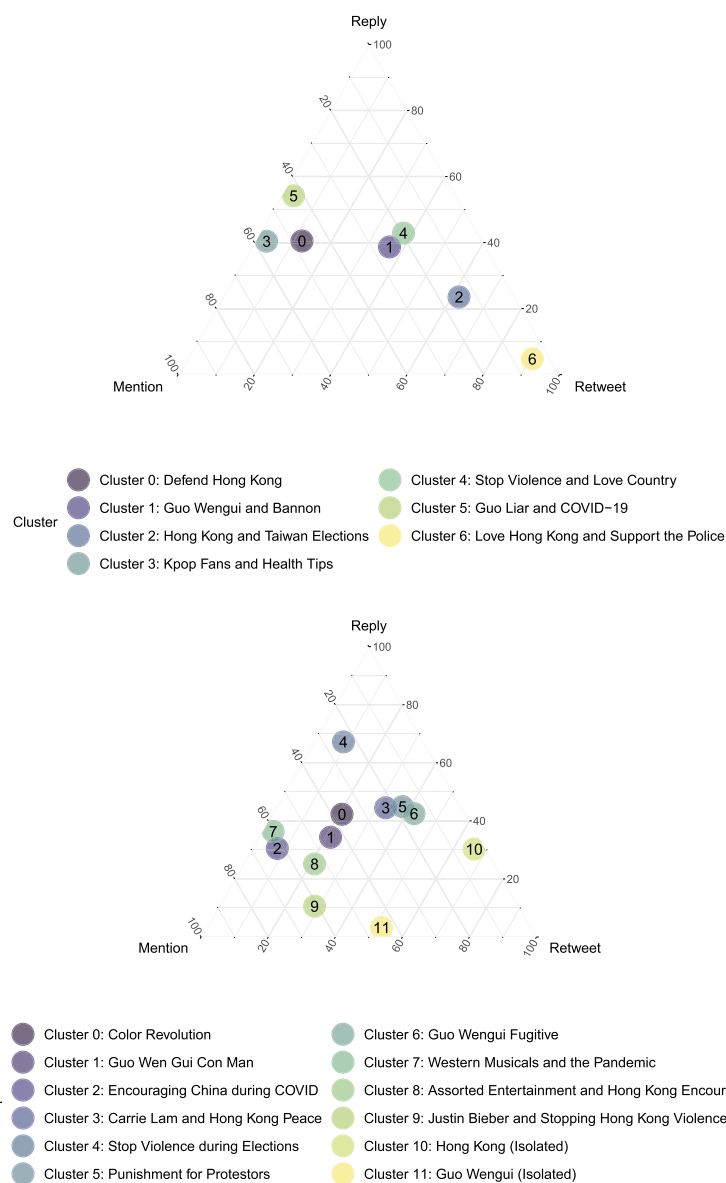 Reply
100
20
80
40
60
5
60
3
0
1
4
40
80
2
20
6
100
20
40
60
80
100
Mention
Retweet
Cluster
Cluster 0: Defend Hong Kong
Cluster 1: Guo Wengui and Bannon
Cluster 2: Hong Kong and Taiwan Elections
Cluster 3: Kpop Fans and Health Tips
Cluster 4: Stop Violence and Love Country
Cluster 5: Guo Liar and COVID−19
Cluster 6: Love Hong Kong and Support the Police
Reply
100
20
80
4
40
60
60
0
3
5
6
40
7
1
2
10
8
80
20
9
11
100
20
40
60
80
100
Mention
Retweet
Cluster 0: Color Revolution
Cluster 1: Guo Wen Gui Con Man
Cluster 2: Encouraging China during COVID
Cluster 3: Carrie Lam and Hong Kong Peace
Cluster 4: Stop Violence during Elections
Cluster 5: Punishment for Protestors
Cluster 6: Guo Wengui Fugitive
Cluster 7: Western Musicals and the Pandemic
Cluster 8: Assorted Entertainment and Hong Kong Encour
Cluster 9: Justin Bieber and Stopping Hong Kong Violence
Cluster 10: Hong Kong (Isolated)
Cluster 11: Guo Wengui (Isolated)